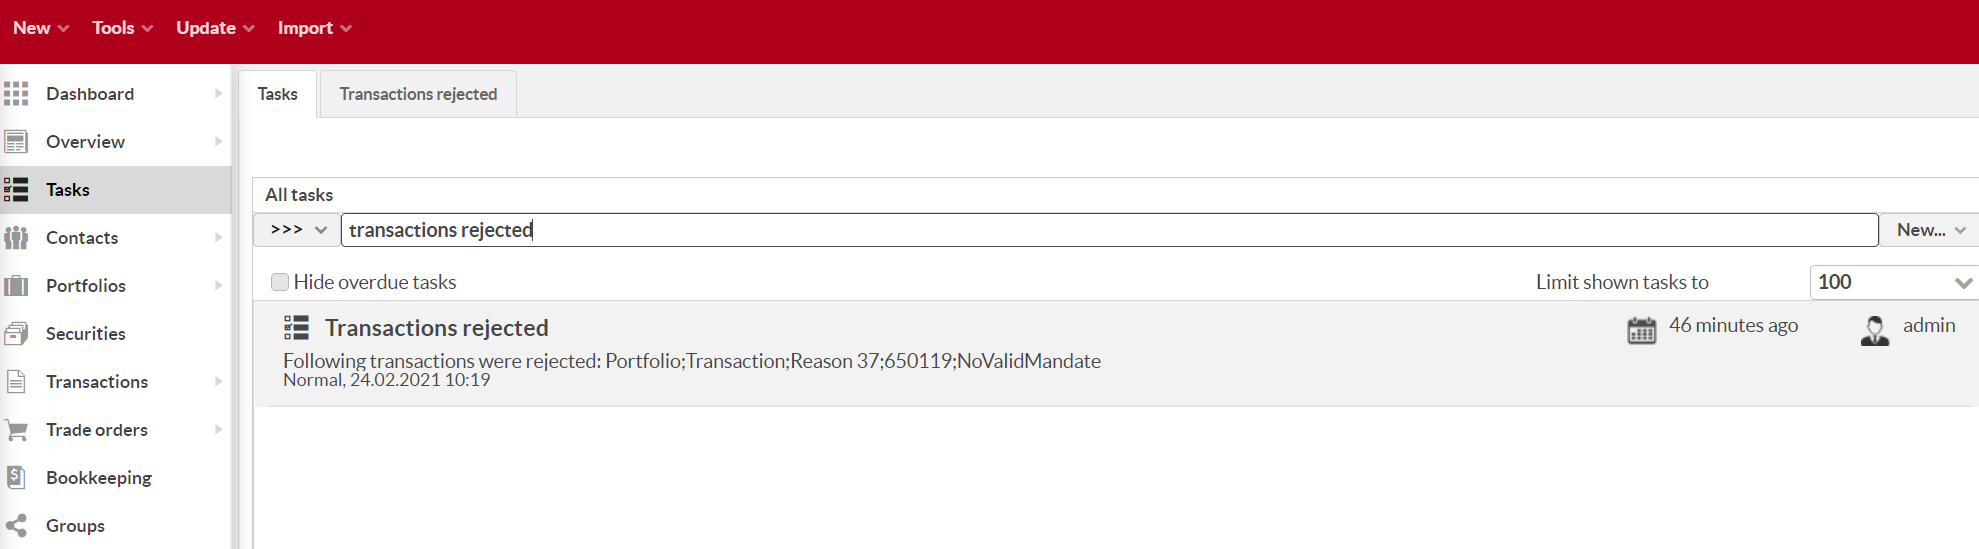 New Tools Update Import
Dashboard
Overview
Tasks
Contacts
Portfolios
Securities
Transactions
Trade orders
Bookkeeping
Groups
Tasks Transactions rejected
All tasks
>>> transactions rejected New...
Hide overdue tasks Limit shown tasks to 100
Transactions rejected 46 minutes ago admin
Following transactions were rejected: Portfolio;Transaction;Reason 37;650119;NoValidMandate
Normal, 24.02.2021 10:19